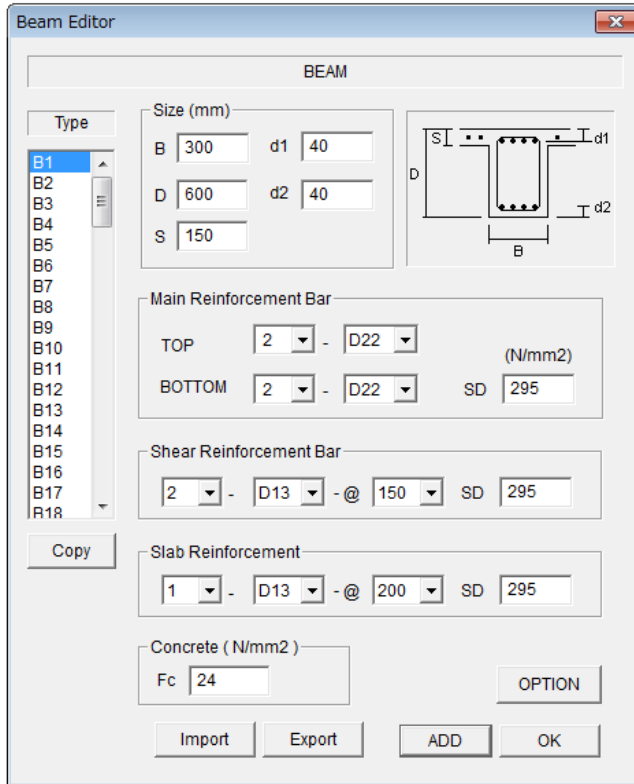 Beam Editor
BEAM
Type
B1
B2
B3
B4
B5
B6
B7
B8
B9
B10
B11
B12
B13
B14
B15
B16
B17
B18
Copy
Size (mm)
B 300 d1 40
D 600 d2 40
S 150
S d1
D
d2
B
Main Reinforcement Bar
TOP 2 - D22
(N/mm2)
BOTTOM 2 - D22 SD 295
Shear Reinforcement Bar
2 - D13 - @ 150 SD 295
Slab Reinforcement
1 - D13 - @ 200 SD 295
Concrete ( N/mm2 )
Fc 24
OPTION
Import Export ADD OK